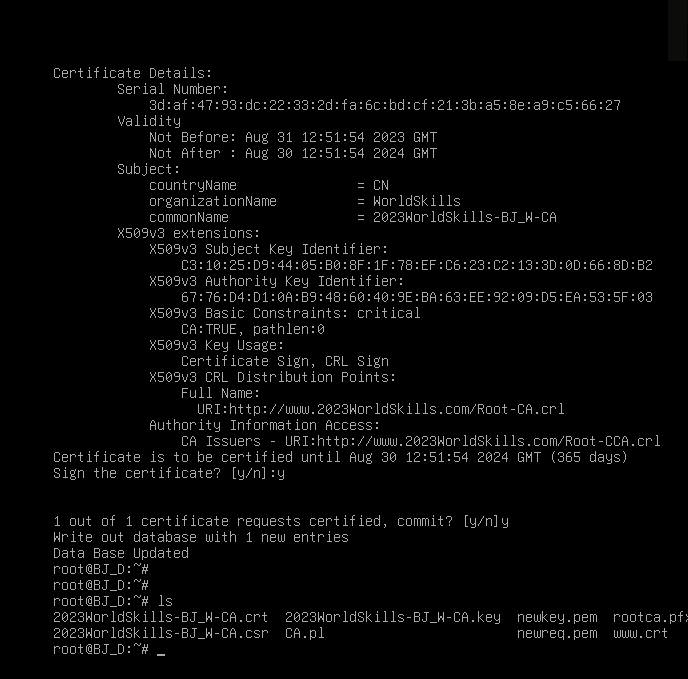 Certificate Details:
Serial Number:
3d:af:47:93:dc:22:33:2d:fa:6c:bd:cf:21:3b:a5:8e:a9:c5:66:27
Validity
Not Before: Aug 31 12:51:54 2023 GMT
Not After : Aug 30 12:51:54 2024 GMT
Subject:
countryName = CN
organizationName = WorldSkills
commonName = 2023WorldSkills-BJ_W-CA
X509v3 extensions:
X509v3 Subject Key Identifier:
C3:10:25:D9:44:05:B0:8F:1F:78:EF:C6:23:C2:13:3D:0D:66:8D:B2
X509v3 Authority Key Identifier:
67:76:D4:D1:0A:B9:48:60:40:9E:BA:63:EE:92:09:D5:EA:53:5F:03
X509v3 Basic Constraints: critical
CA:TRUE, pathlen:0
X509v3 Key Usage:
Certificate Sign, CRL Sign
X509v3 CRL Distribution Points:
Full Name:
URI:http://www.2023WorldSkills.com/Root-CA.crl
Authority Information Access:
CA Issuers - URI:http://www.2023WorldSkills.com/Root-CCA.crl
Certificate is to be certified until Aug 30 12:51:54 2024 GMT (365 days)
Sign the certificate? [y/n]:y
1 out of 1 certificate requests certified, commit? [y/n]y
Write out database with 1 new entries
Data Base Updated
root@BJ_D:~#
root@BJ_D:~#
root@BJ_D:~# ls
2023WorldSkills-BJ_W-CA.crt 2023WorldSkills-BJ_W-CA.key newkey.pem rootca.pfx
2023WorldSkills-BJ_W-CA.csr CA.pl newreq.pem www.crt
root@BJ_D:~# _